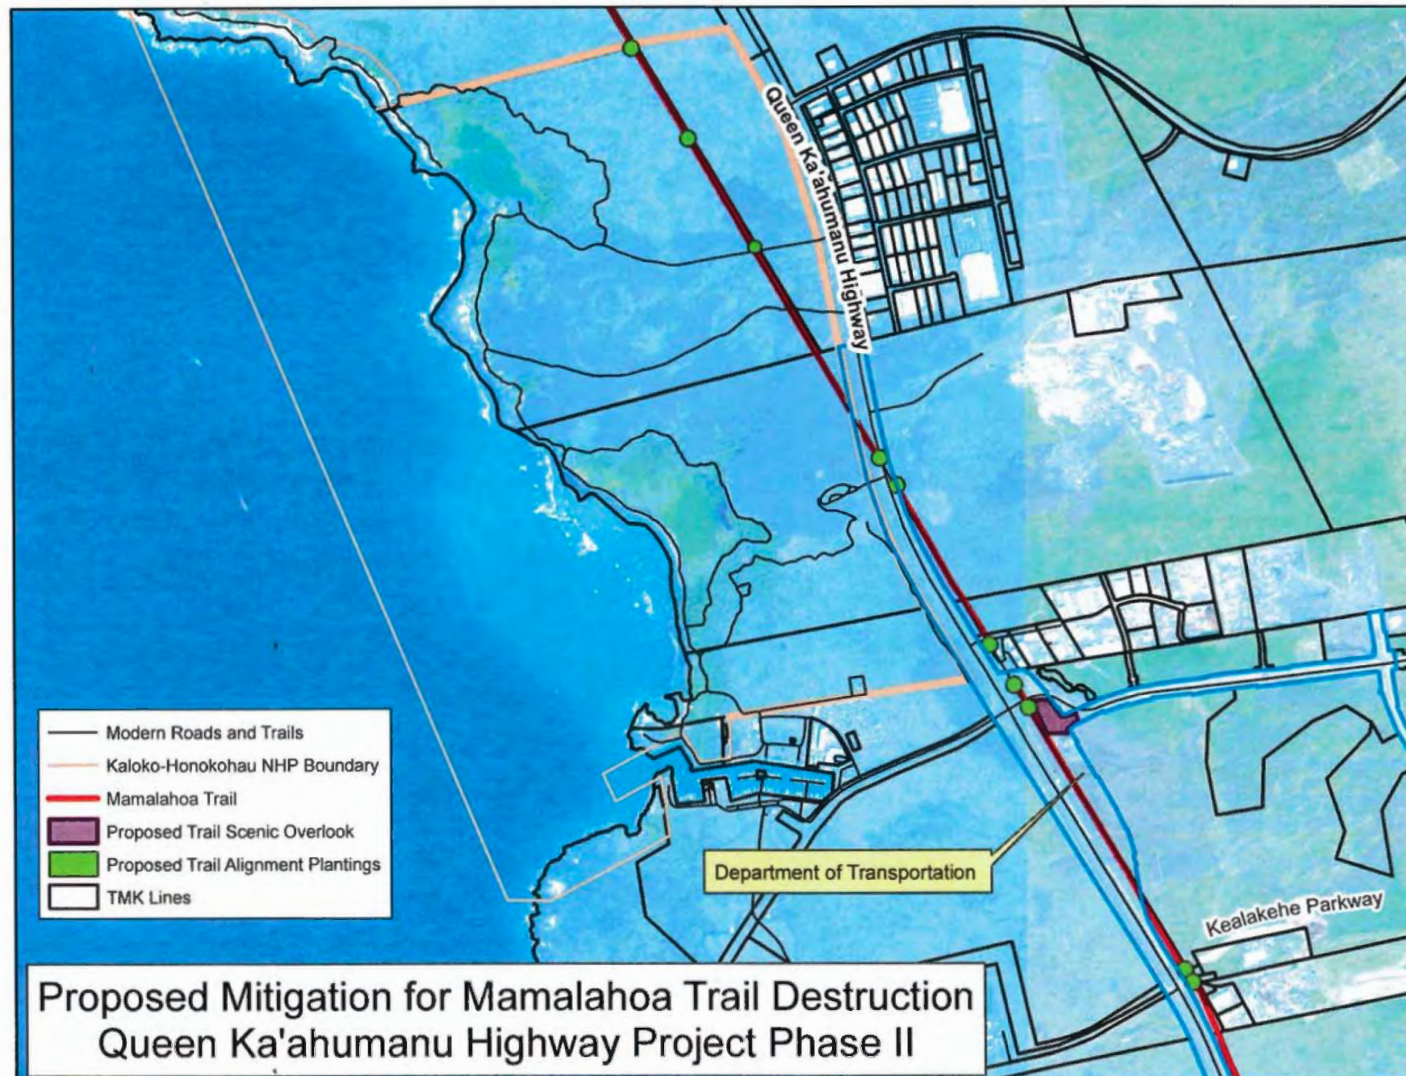 Queen Ka'ahumanu Highway
Modern Roads and Trails
Kaloko-Honokohau NHP Boundary
Mamalahoa Trail
Proposed Trail Scenic Overlook
Proposed Trail Alignment Plantings
TMK Lines
Department of Transportation
Kealakehe Parkway
Proposed Mitigation for Mamalahoa Trail Destruction
Queen Ka'ahumanu Highway Project Phase II